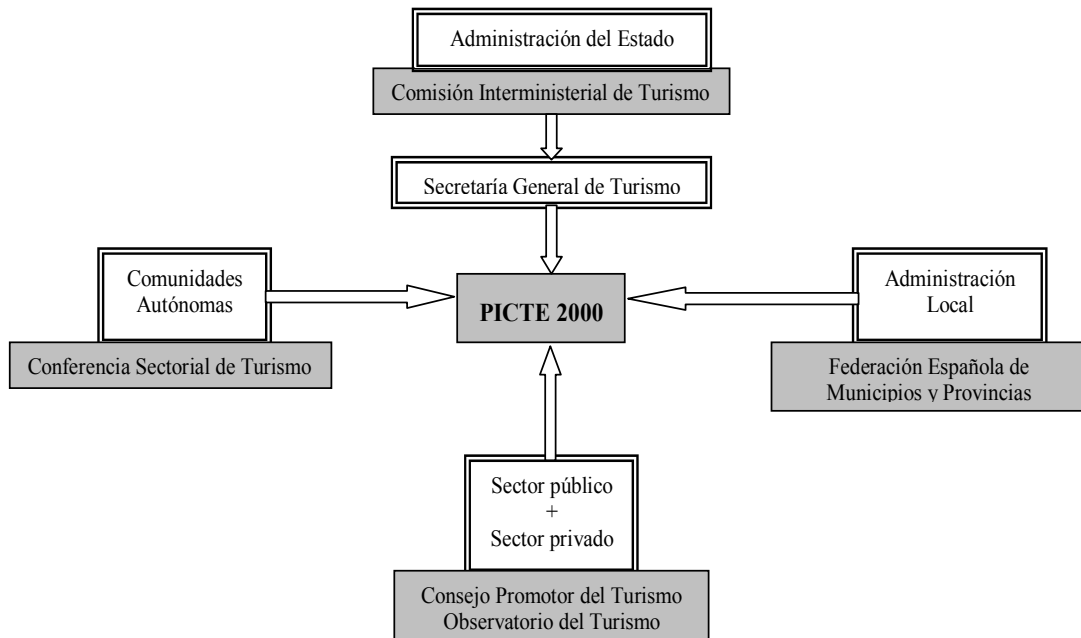 Administración del Estado
Comisión Interministerial de Turismo
Secretaría General de Turismo
Comunidades
Autónomas
Conferencia Sectorial de Turismo
PICTE 2000
Administración
Local
Federación Española de
Municipios y Provincias
Sector público
+
Sector privado
Consejo Promotor del Turismo
Observatorio del Turismo